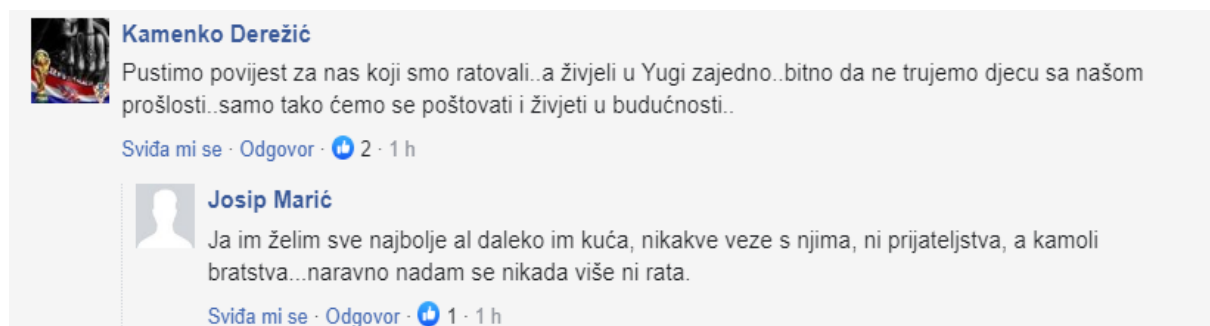 Kamenko Derežić
Pustimo povijest za nas koji smo ratovali..a živjeli u Yugi zajedno..bitno da ne trujemo djecu sa našom
prošlosti..samo tako ćemo se poštovati i živjeti u budućnosti..
Sviđa mi se · Odgovor · 2 · 1 h
Josip Marić
Ja im želim sve najbolje al daleko im kuća, nikakve veze s njima, ni prijateljstva, a kamoli
bratstva...naravno nadam se nikada više ni rata.
Sviđa mi se · Odgovor · 1 · 1 h